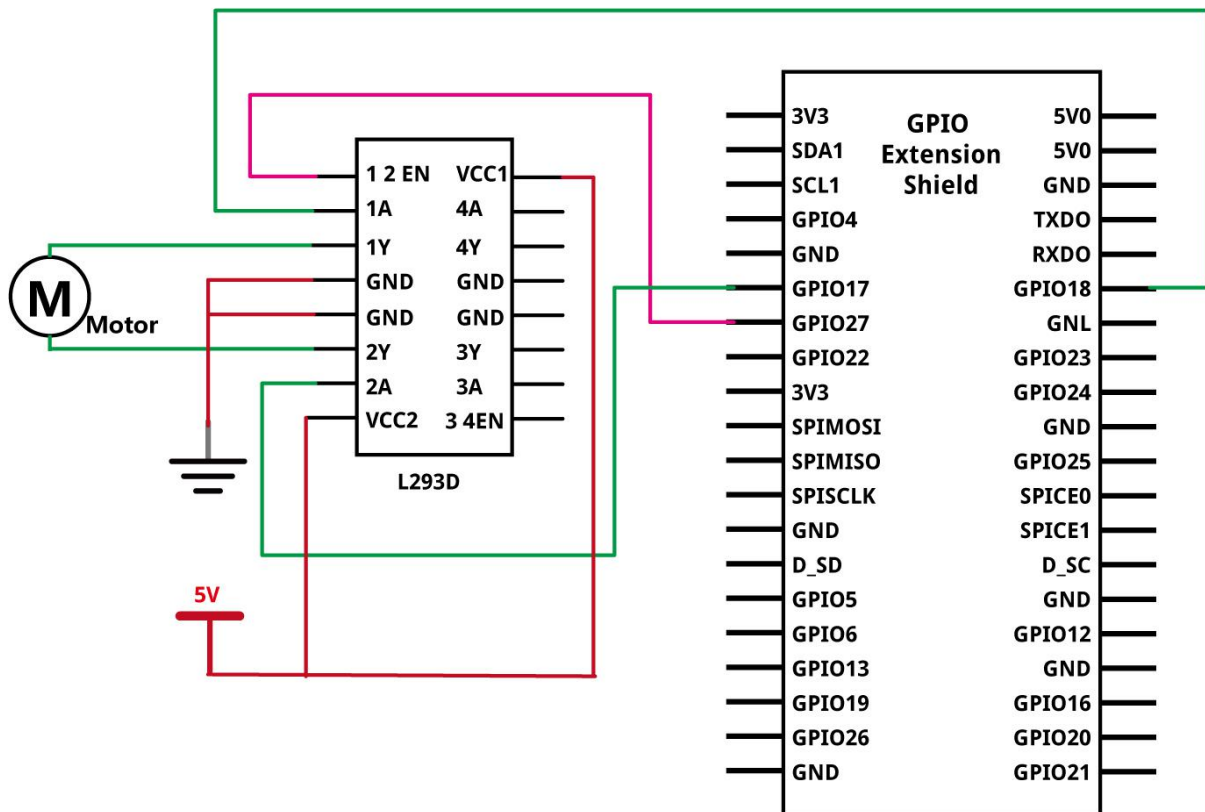 GPIO
Extension
Shield
3V3 5V0
SDA1 5V0
SCL1 GND
GPIO4 TXDO
GND RXDO
GPIO17 GPIO18
GPIO27 GNL
GPIO22 GPIO23
3V3 GPIO24
SPIMOSI GND
SPIMISO GPIO25
SPISCLK SPICE0
GND SPICE1
D_SD D_SC
GPIO5 GND
GPIO6 GPIO12
GPIO13 GND
GPIO19 GPIO16
GPIO26 GPIO20
GND GPIO21
1 2 EN VCC1
1A 4A
1Y 4Y
GND GND
GND GND
2Y 3Y
2A 3A
VCC2 3 4EN
L293D
M
Motor
5V